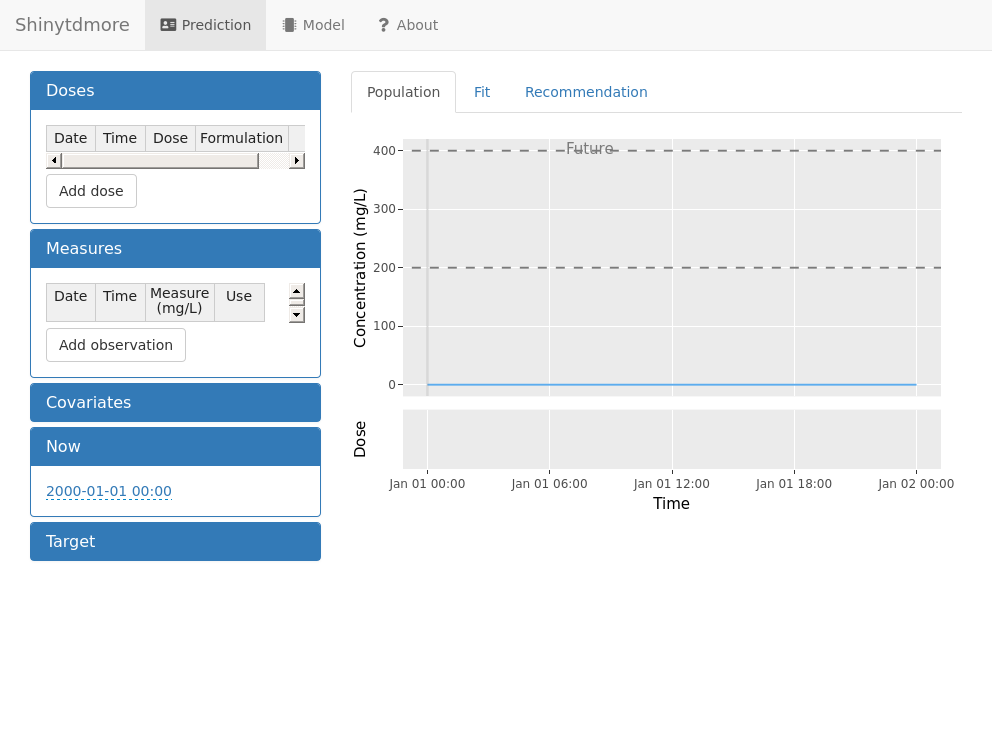 Shinytdmore
Prediction
Model
? About
Doses
Date Time Dose Formulation
Add dose
Measures
Date Time Measure (mg/L) Use
Add observation
Covariates
Now
2000-01-01 00:00
Target
Population
Fit
Recommendation
Future
400
300
200
100
0
Concentration (mg/L)
Dose
Jan 01 00:00 Jan 01 06:00 Jan 01 12:00 Jan 01 18:00 Jan 02 00:00
Time